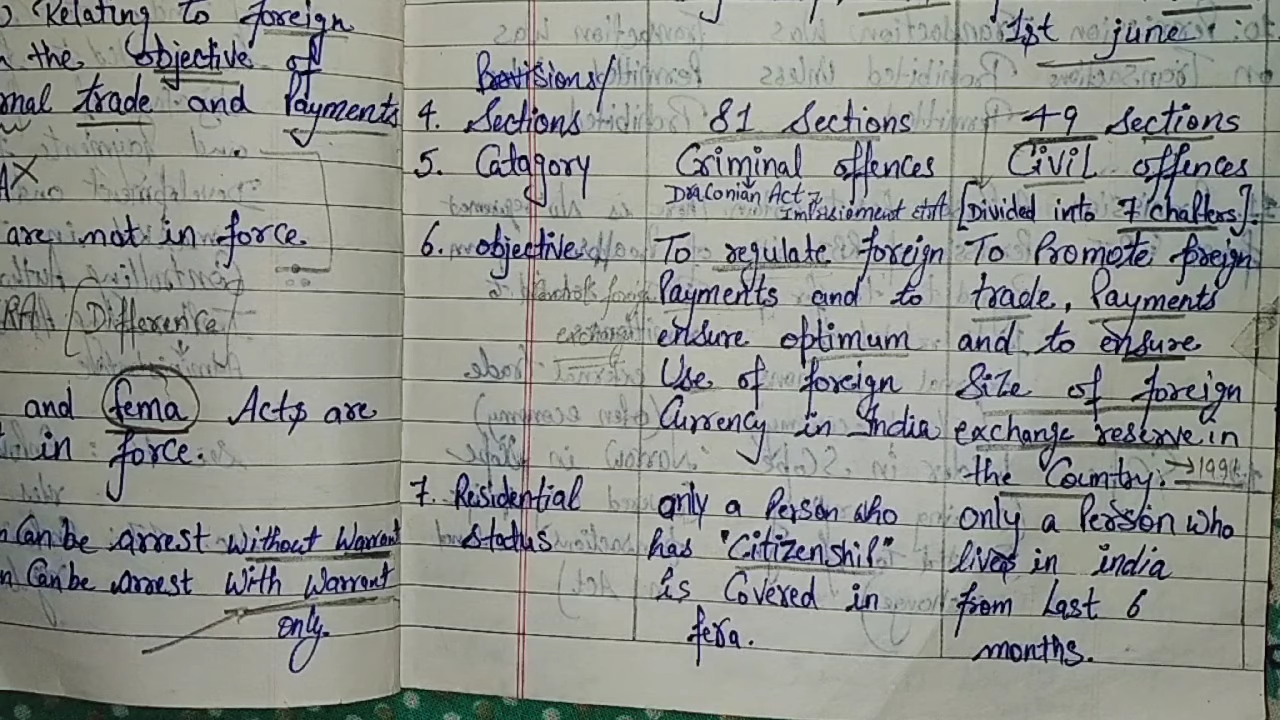 Relating to foreign
the objective of
trade and Payments
are not in force.
Difference
and fema Acts are
in force.
Can be arrest without Warrant
Can be arrest with Warrant
only.
1st june
Provisions/
4. Sections 81 Sections 49 Sections
5. Catagory Criminal offences Civil offences
Draconian Act [Divided into 7 chapters].
6. objective To regulate foreign To Promote foreign
Payments and to trade, Payments
ensure optimum and to ensure
Use of foreign Size of foreign
Currency in India exchange reserve in
the Country.
7. Residential only a Person who only a Person who
status has "Citizenship" lives in india
is Covered in from Last 6
fera. months.